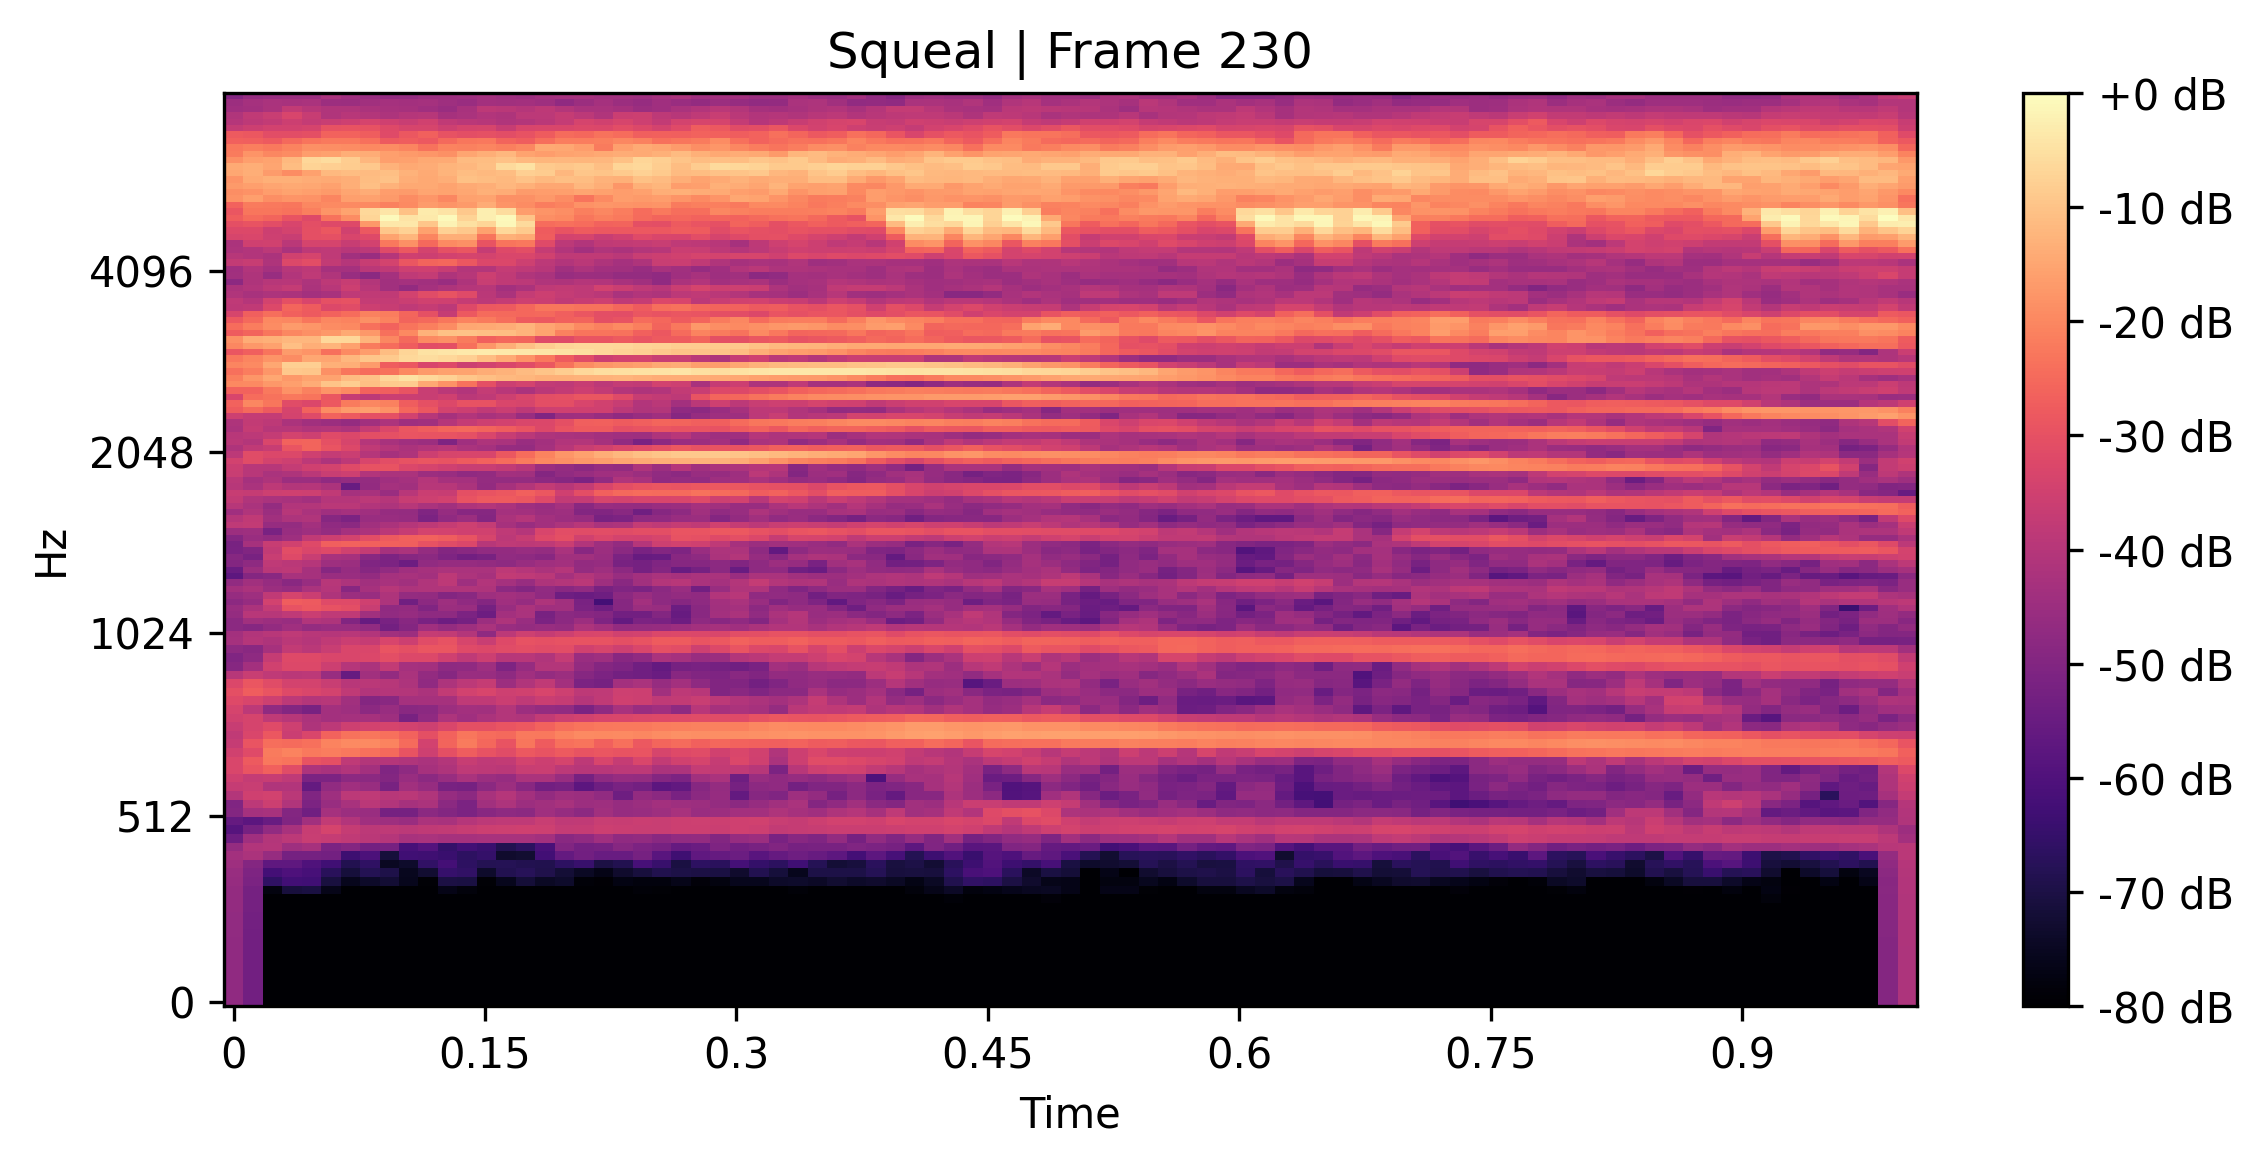 Squeal | Frame 230
+0 dB
-10 dB
-20 dB
-30 dB
-40 dB
-50 dB
-60 dB
-70 dB
-80 dB
Hz
4096
2048
1024
512
0
0 0.15 0.3 0.45 0.6 0.75 0.9
Time